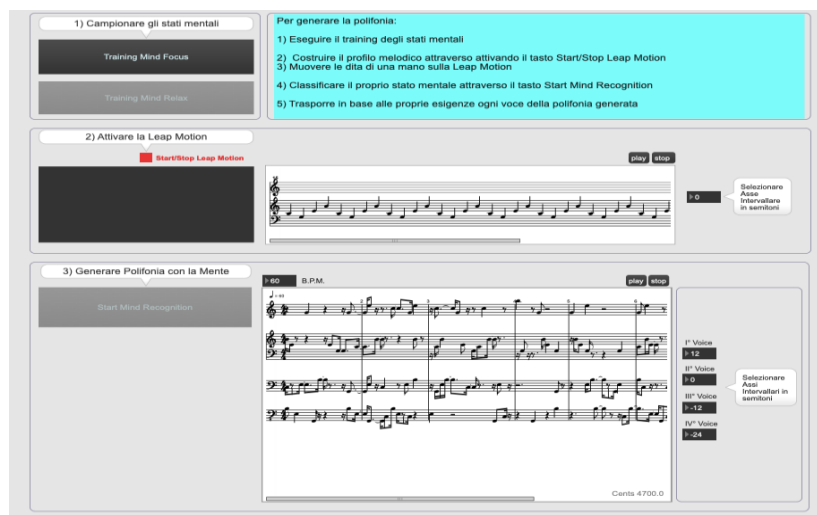 1) Campionare gli stati mentali
Training Mind Focus
Training Mind Relax
Per generare la polifonia:
1) Eseguire il training degli stati mentali
2) Costruire il profilo melodico attraverso attivando il tasto Start/Stop Leap Motion
3) Muovere le dita di una mano sulla Leap Motion
4) Classificare il proprio stato mentale attraverso il tasto Start Mind Recognition
5) Trasporre in base alle proprie esigenze ogni voce della polifonia generata
2) Attivare la Leap Motion
Start/Stop Leap Motion
play stop
0
Selezionare
Asse
Intervallare
in semitoni
3) Generare Polifonia con la Mente
Start Mind Recognition
60 B.P.M.
play stop
= 60
2 3 4 5 6
I° Voice
12
II° Voice
0
III° Voice
-12
IV° Voice
-24
Selezionare
Assi
Intervallari in
semitoni
Cents 4700.0